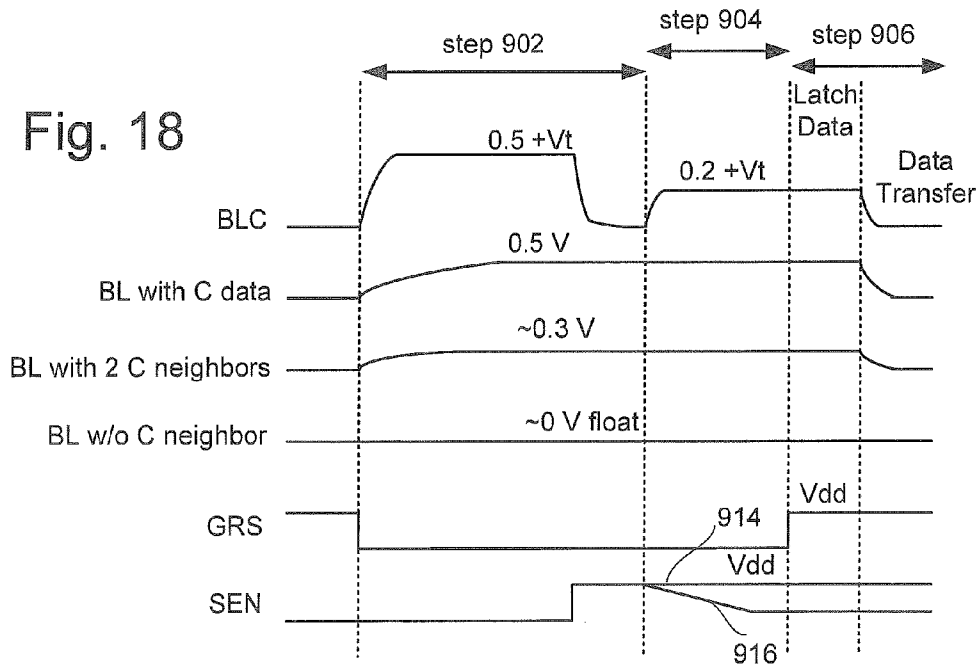 step 902
step 904
step 906
Fig. 18
Latch
Data
Data
Transfer
0.5 +Vt
0.2 +Vt
BLC
0.5 V
BL with C data
~0.3 V
BL with 2 C neighbors
~0 V float
BL w/o C neighbor
Vdd
GRS
914
Vdd
SEN
916